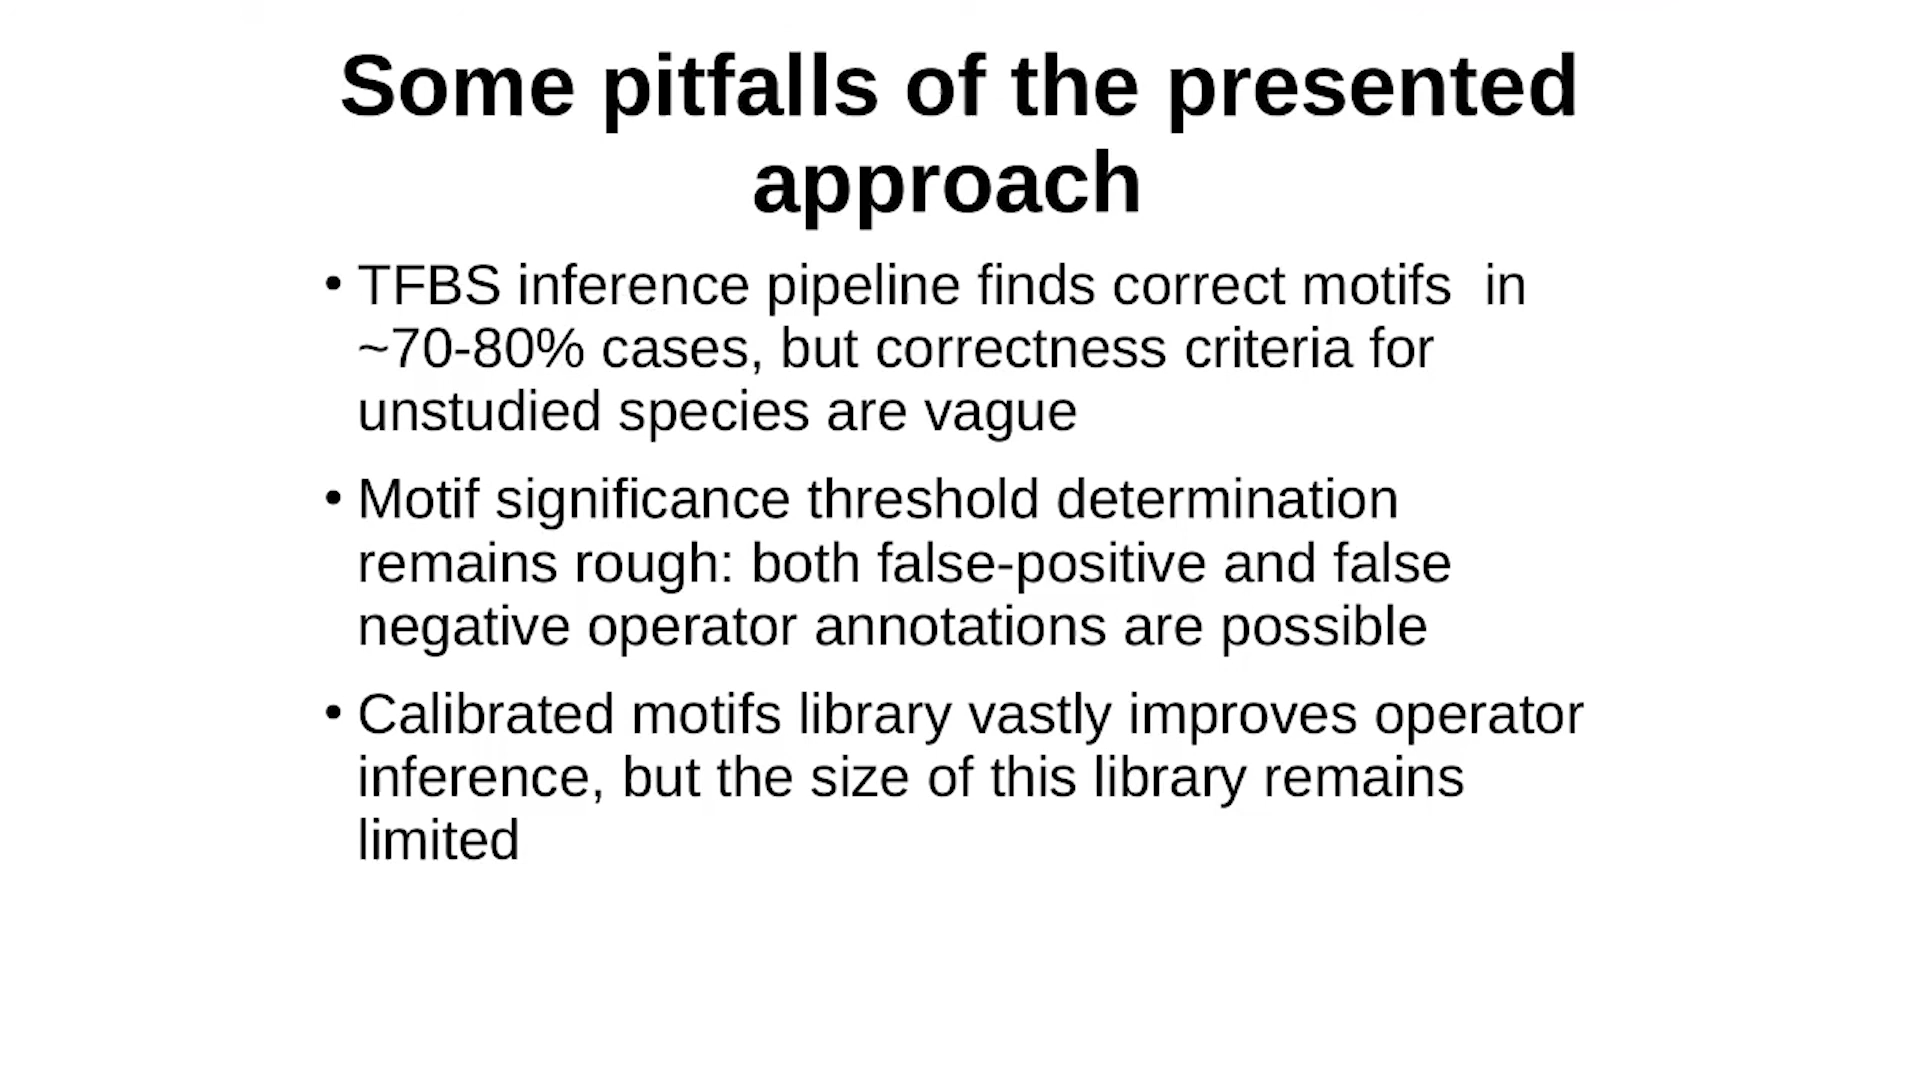 Some pitfalls of the presented
approach
• TFBS inference pipeline finds correct motifs  in
~70-80% cases, but correctness criteria for
unstudied species are vague
• Motif significance threshold determination
remains rough: both false-positive and false
negative operator annotations are possible
• Calibrated motifs library vastly improves operator
inference, but the size of this library remains
limited